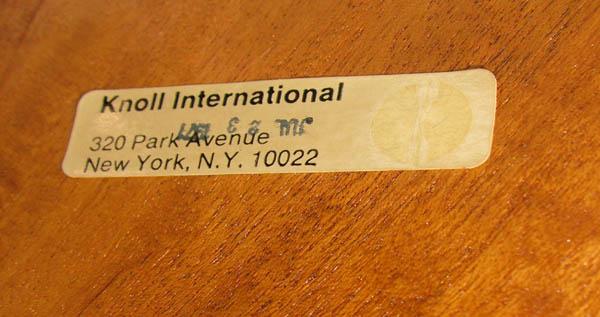 Knoll International
320 Park Avenue
New York, N.Y. 10022